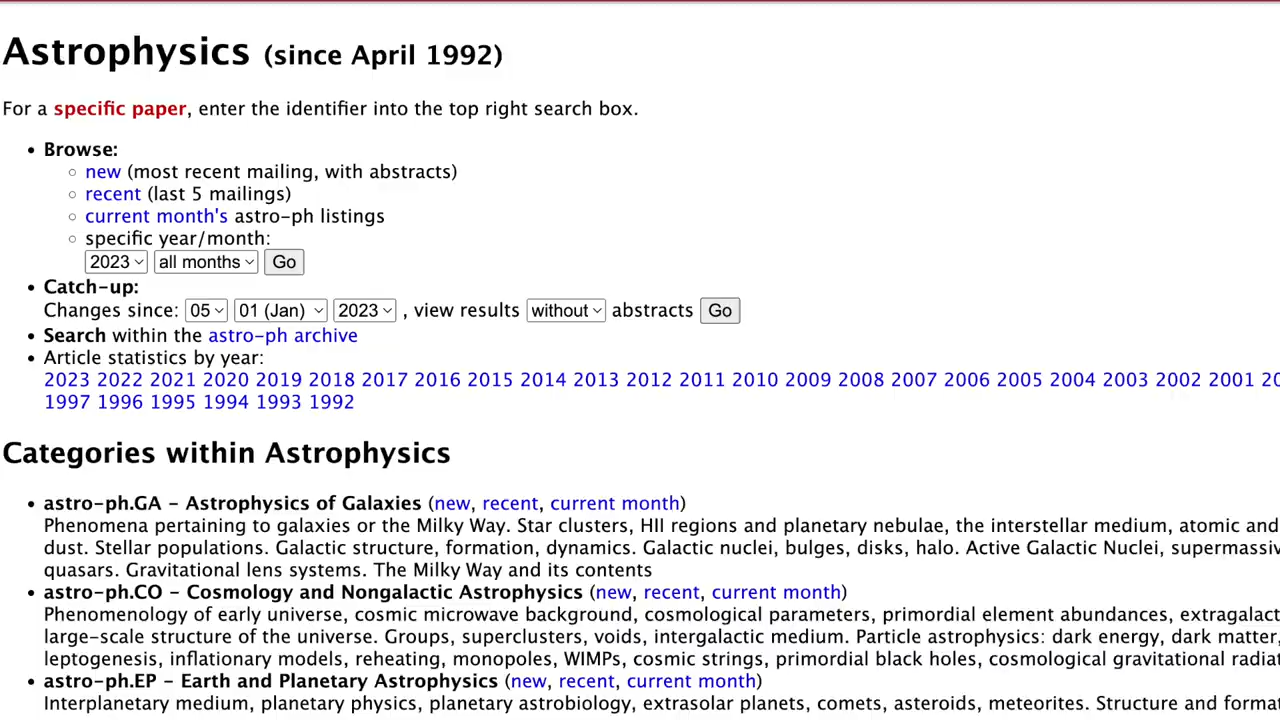 Astrophysics (since April 1992)
For a specific paper, enter the identifier into the top right search box.
• Browse:
◦ new (most recent mailing, with abstracts)
◦ recent (last 5 mailings)
◦ current month's astro-ph listings
◦ specific year/month:
2023 all months Go
• Catch-up:
Changes since: 05 01 (Jan) 2023 , view results without abstracts Go
• Search within the astro-ph archive
• Article statistics by year:
2023 2022 2021 2020 2019 2018 2017 2016 2015 2014 2013 2012 2011 2010 2009 2008 2007 2006 2005 2004 2003 2002 2001
1997 1996 1995 1994 1993 1992
Categories within Astrophysics
• astro-ph.GA - Astrophysics of Galaxies (new, recent, current month)
Phenomena pertaining to galaxies or the Milky Way. Star clusters, HII regions and planetary nebulae, the interstellar medium, atomic and
dust. Stellar populations. Galactic structure, formation, dynamics. Galactic nuclei, bulges, disks, halo. Active Galactic Nuclei, supermassiv
quasars. Gravitational lens systems. The Milky Way and its contents
• astro-ph.CO - Cosmology and Nongalactic Astrophysics (new, recent, current month)
Phenomenology of early universe, cosmic microwave background, cosmological parameters, primordial element abundances, extragalact
large-scale structure of the universe. Groups, superclusters, voids, intergalactic medium. Particle astrophysics: dark energy, dark matter,
leptogenesis, inflationary models, reheating, monopoles, WIMPs, cosmic strings, primordial black holes, cosmological gravitational radiat
• astro-ph.EP - Earth and Planetary Astrophysics (new, recent, current month)
Interplanetary medium, planetary physics, planetary astrobiology, extrasolar planets, comets, asteroids, meteorites. Structure and format